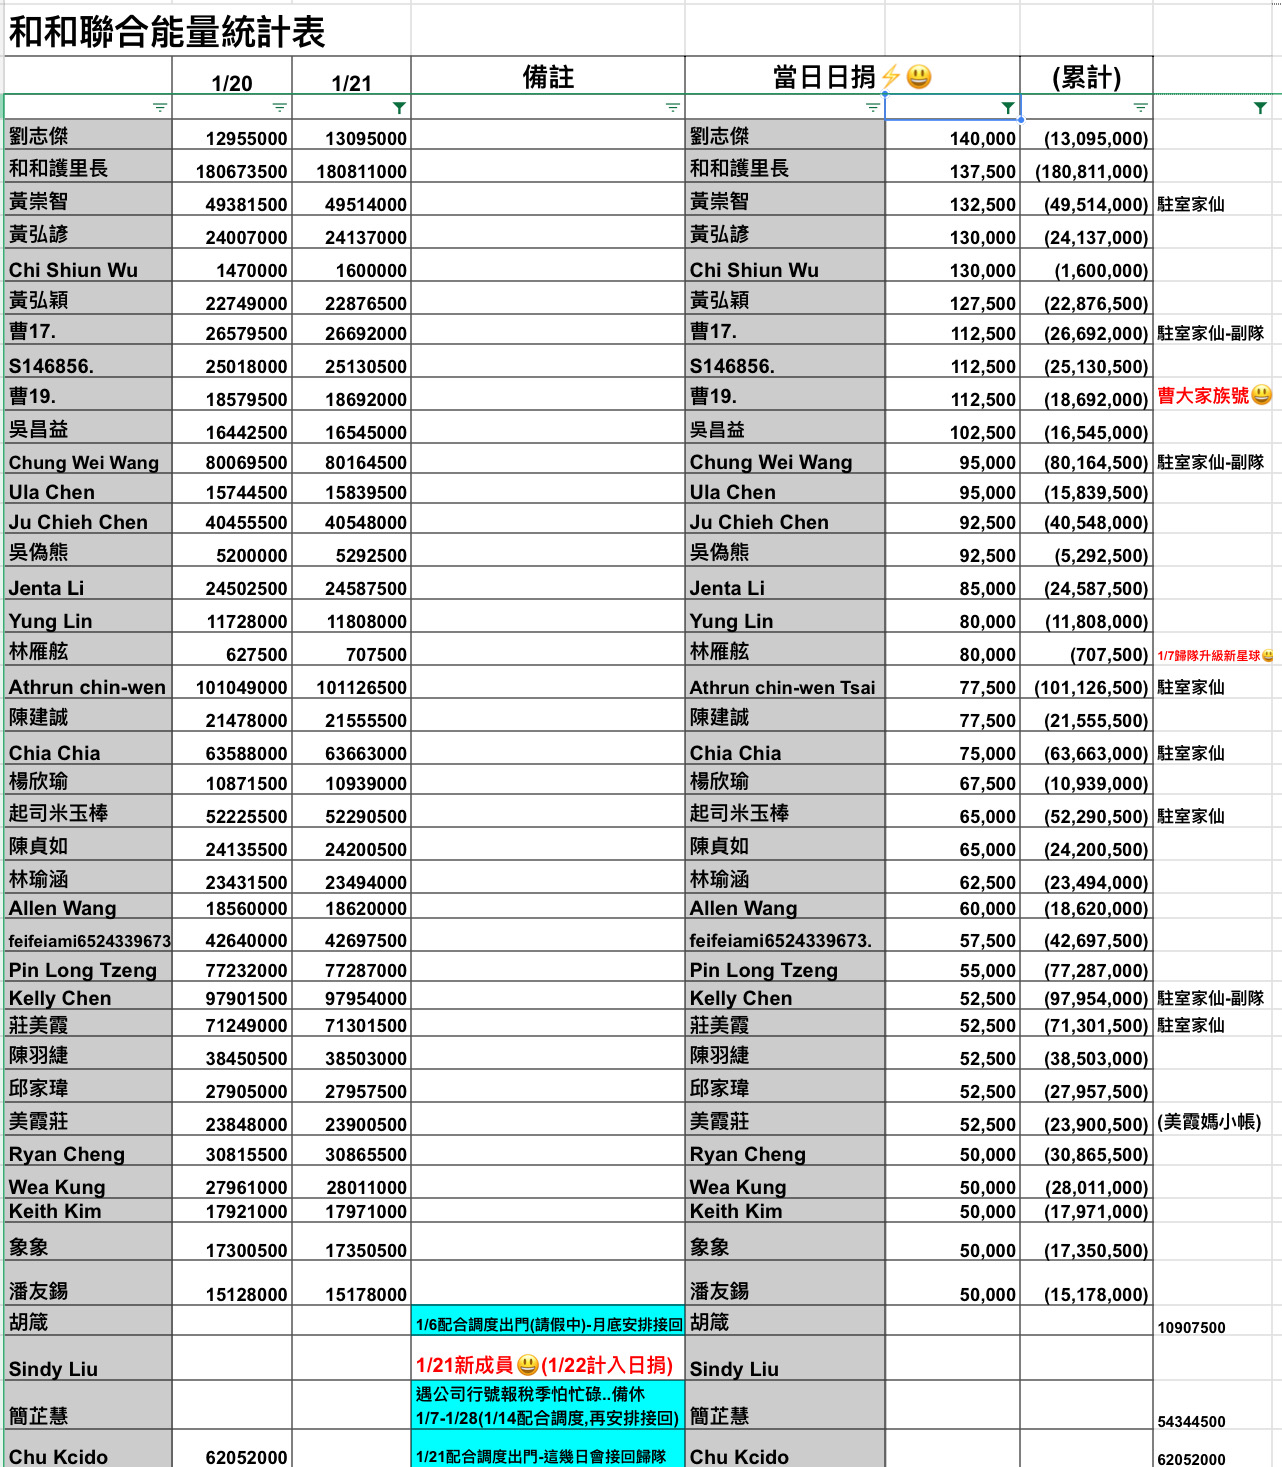 和和聯合能量統計表
1/20 1/21 備註 當日日捐⚡😃 (累計)
劉志傑 12955000 13095000 劉志傑 140,000 (13,095,000)
和和護里長 180673500 180811000 和和護里長 137,500 (180,811,000)
黃崇智 49381500 49514000 黃崇智 132,500 (49,514,000) 駐室家仙
黃弘諺 24007000 24137000 黃弘諺 130,000 (24,137,000)
Chi Shiun Wu 1470000 1600000 Chi Shiun Wu 130,000 (1,600,000)
黃弘穎 22749000 22876500 黃弘穎 127,500 (22,876,500)
曹17. 26579500 26692000 曹17. 112,500 (26,692,000) 駐室家仙-副隊
S146856. 25018000 25130500 S146856. 112,500 (25,130,500)
曹19. 18579500 18692000 曹19. 112,500 (18,692,000) 曹大家族號😃
吳昌益 16442500 16545000 吳昌益 102,500 (16,545,000)
Chung Wei Wang 80069500 80164500 Chung Wei Wang 95,000 (80,164,500) 駐室家仙-副隊
Ula Chen 15744500 15839500 Ula Chen 95,000 (15,839,500)
Ju Chieh Chen 40455500 40548000 Ju Chieh Chen 92,500 (40,548,000)
吳偽熊 5200000 5292500 吳偽熊 92,500 (5,292,500)
Jenta Li 24502500 24587500 Jenta Li 85,000 (24,587,500)
Yung Lin 11728000 11808000 Yung Lin 80,000 (11,808,000)
林雁舷 627500 707500 林雁舷 80,000 (707,500) 1/7歸隊升級新星球😃
Athrun chin-wen 101049000 101126500 Athrun chin-wen Tsai 77,500 (101,126,500) 駐室家仙
陳建誠 21478000 21555500 陳建誠 77,500 (21,555,500)
Chia Chia 63588000 63663000 Chia Chia 75,000 (63,663,000) 駐室家仙
楊欣瑜 10871500 10939000 楊欣瑜 67,500 (10,939,000)
起司米玉棒 52225500 52290500 起司米玉棒 65,000 (52,290,500) 駐室家仙
陳貞如 24135500 24200500 陳貞如 65,000 (24,200,500)
林瑜涵 23431500 23494000 林瑜涵 62,500 (23,494,000)
Allen Wang 18560000 18620000 Allen Wang 60,000 (18,620,000)
feifeiami6524339673 42640000 42697500 feifeiami6524339673. 57,500 (42,697,500)
Pin Long Tzeng 77232000 77287000 Pin Long Tzeng 55,000 (77,287,000)
Kelly Chen 97901500 97954000 Kelly Chen 52,500 (97,954,000) 駐室家仙-副隊
莊美霞 71249000 71301500 莊美霞 52,500 (71,301,500) 駐室家仙
陳羽緁 38450500 38503000 陳羽緁 52,500 (38,503,000)
邱家瑋 27905000 27957500 邱家瑋 52,500 (27,957,500)
美霞莊 23848000 23900500 美霞莊 52,500 (23,900,500) (美霞媽小帳)
Ryan Cheng 30815500 30865500 Ryan Cheng 50,000 (30,865,500)
Wea Kung 27961000 28011000 Wea Kung 50,000 (28,011,000)
Keith Kim 17921000 17971000 Keith Kim 50,000 (17,971,000)
象象 17300500 17350500 象象 50,000 (17,350,500)
潘友錫 15128000 15178000 潘友錫 50,000 (15,178,000)
胡箴 1/6配合調度出門(請假中)-月底安排接回 胡箴 10907500
Sindy Liu 1/21新成員😃(1/22計入日捐) Sindy Liu
遇公司行號報稅季怕忙碌..備休
簡芷慧 1/7-1/28(1/14配合調度,再安排接回) 簡芷慧 54344500
Chu Kcido 62052000 1/21配合調度出門-這幾日會接回歸隊 Chu Kcido 62052000